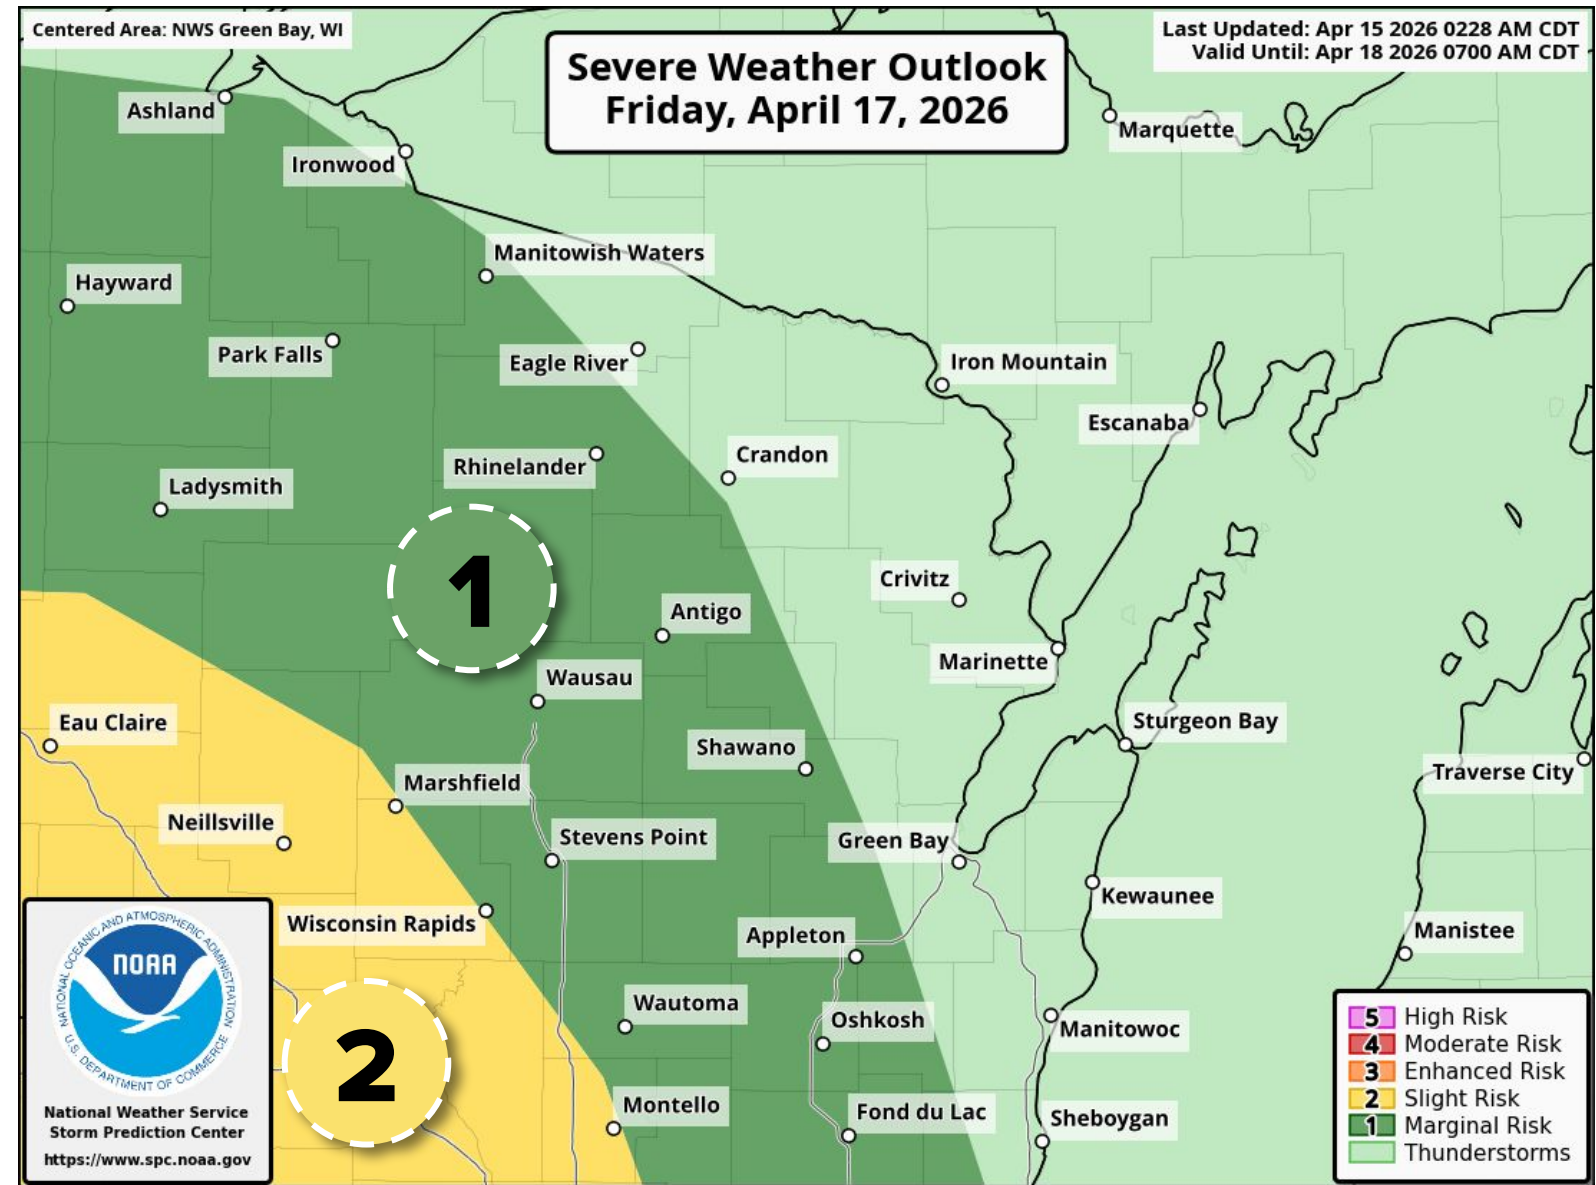 Centered Area: NWS Green Bay, WI
Last Updated: Apr 15 2026 0228 AM CDT
Valid Until: Apr 18 2026 0700 AM CDT
Severe Weather Outlook
Friday, April 17, 2026
Ashland
Marquette
Ironwood
Manitowish Waters
Hayward
Park Falls
Eagle River
Iron Mountain
Escanaba
Rhinelander
Crandon
Ladysmith
1
Crivitz
Antigo
Marinette
Wausau
Eau Claire
Sturgeon Bay
Shawano
Traverse City
Marshfield
Neillsville
Stevens Point
Green Bay
Kewaunee
Wisconsin Rapids
Appleton
Manistee
Wautoma
Oshkosh
Manitowoc
2
Montello
Fond du Lac
Sheboygan
NATIONAL OCEANIC AND ATMOSPHERIC ADMINISTRATION
NOAA
U.S. DEPARTMENT OF COMMERCE
National Weather Service
Storm Prediction Center
https://www.spc.noaa.gov
5 High Risk
4 Moderate Risk
3 Enhanced Risk
2 Slight Risk
1 Marginal Risk
Thunderstorms